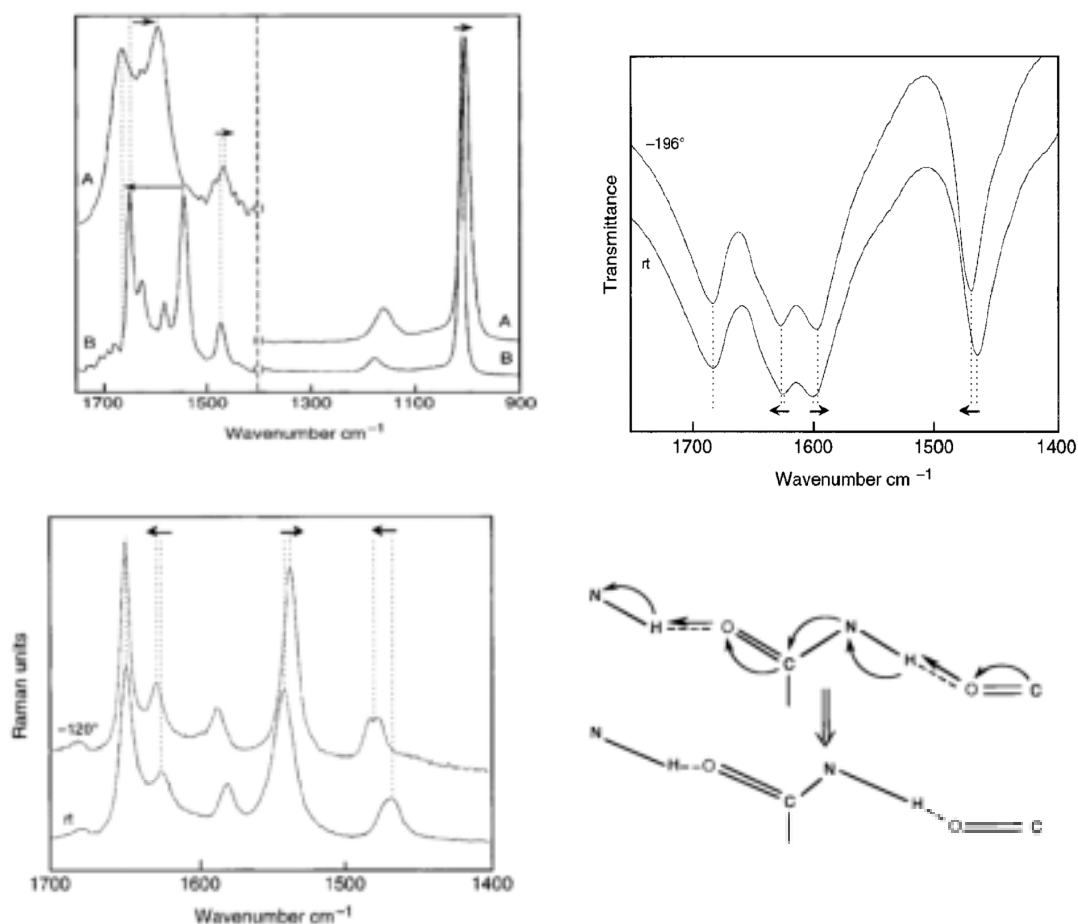 A
B
A
B
1700 1500 1300 1100 900
Wavenumber cm⁻¹
Transmittance
−196°
rt
1700 1600 1500 1400
Wavenumber cm⁻¹
Raman units
−120°
rt
1700 1600 1500 1400
Wavenumber cm⁻¹
N
H
O
N
C
H
O
C
N
H
O
N
C
H
O
C